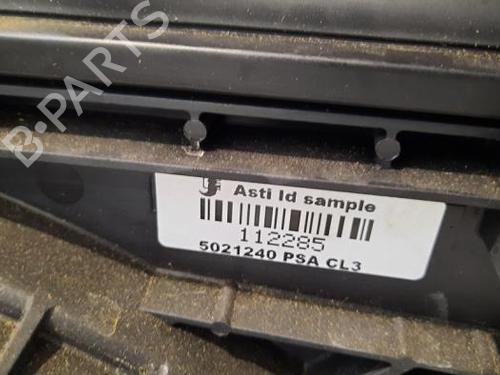 B-PARTS
Asti Id sample
112285
5021240 PSA CL3